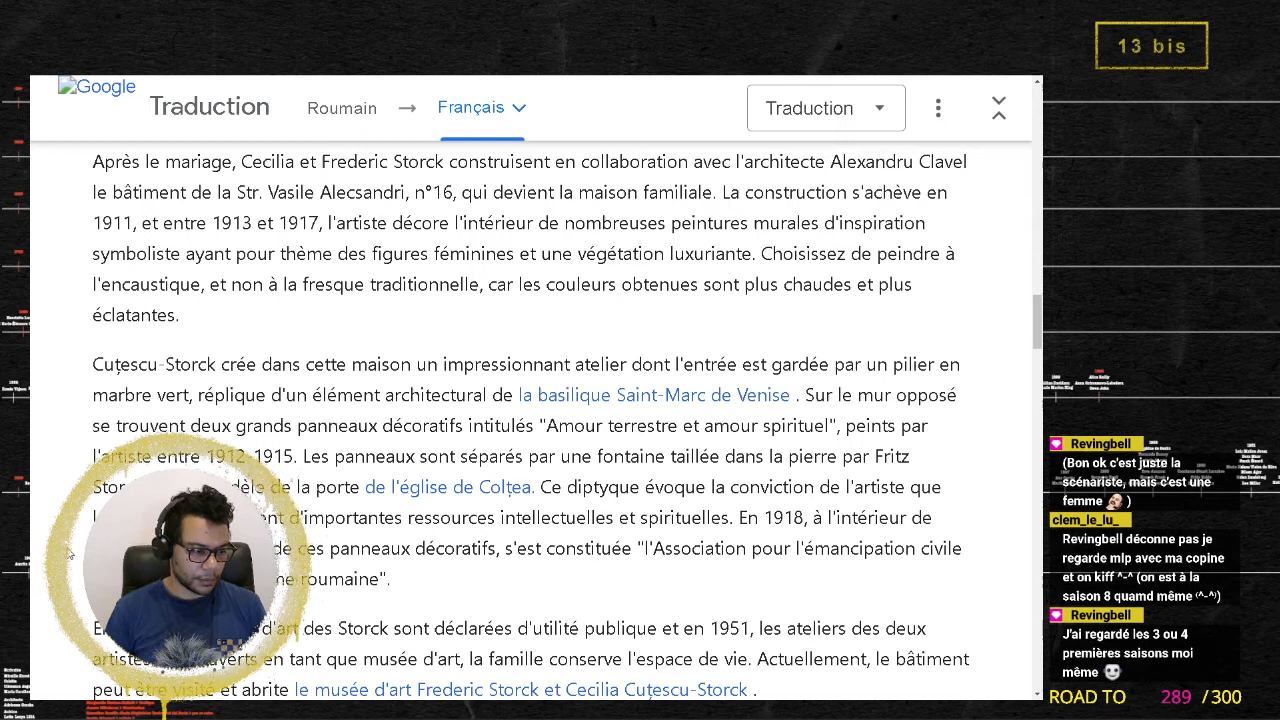 13 bis
Google
Traduction Roumain → Français Traduction
Après le mariage, Cecilia et Frederic Storck construisent en collaboration avec l'architecte Alexandru Clavel
le bâtiment de la Str. Vasile Alecsandri, n°16, qui devient la maison familiale. La construction s'achève en
1911, et entre 1913 et 1917, l'artiste décore l'intérieur de nombreuses peintures murales d'inspiration
symboliste ayant pour thème des figures féminines et une végétation luxuriante. Choisissez de peindre à
l'encaustique, et non à la fresque traditionnelle, car les couleurs obtenues sont plus chaudes et plus
éclatantes.
Cuțescu-Storck crée dans cette maison un impressionnant atelier dont l'entrée est gardée par un pilier en
marbre vert, réplique d'un élément architectural de la basilique Saint-Marc de Venise . Sur le mur opposé
se trouvent deux grands panneaux décoratifs intitulés "Amour terrestre et amour spirituel", peints par
l'artiste entre 1912-1915. Les panneaux sont séparés par une fontaine taillée dans la pierre par Fritz
la porte de l'église de Colțea. Le diptyque évoque la conviction de l'artiste que
d'importantes ressources intellectuelles et spirituelles. En 1918, à l'intérieur de
de ces panneaux décoratifs, s'est constituée "l'Association pour l'émancipation civile
roumaine".
des Storck sont déclarées d'utilité publique et en 1951, les ateliers des deux
en tant que musée d'art, la famille conserve l'espace de vie. Actuellement, le bâtiment
peut être visité et abrite le musée d'art Frederic Storck et Cecilia Cuțescu-Storck .
Revingbell
(Bon ok c'est juste la
scénariste, mais c'est une
femme )
clem_le_lu_
Revingbell déconne pas je
regarde mlp avec ma copine
et on kiff ^-^ (on est à la
saison 8 quamd même (^-^)
Revingbell
J'ai regardé les 3 ou 4
premières saisons moi
même
ROAD TO 289 / 300